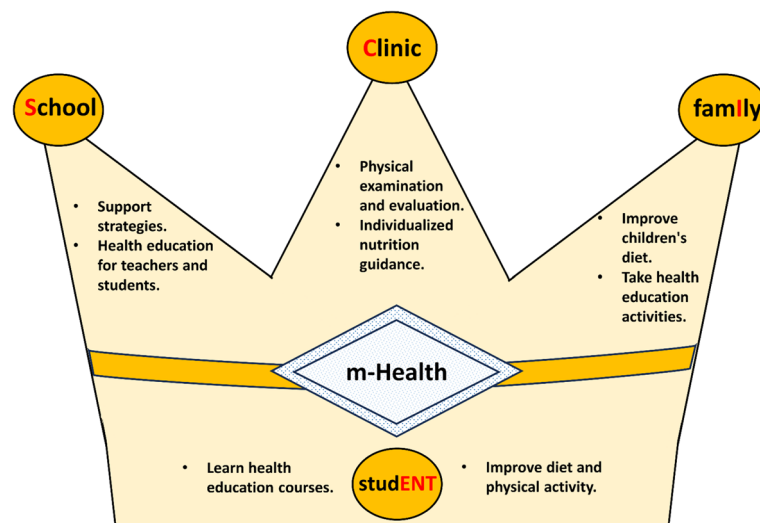 Clinic
School
famIly
• Physical
examination
and evaluation.
• Individualized
nutrition
guidance.
• Support
strategies.
• Health education
for teachers and
students.
• Improve
children's
diet.
• Take health
education
activities.
m-Health
• Learn health
education courses.
studENT
• Improve diet and
physical activity.